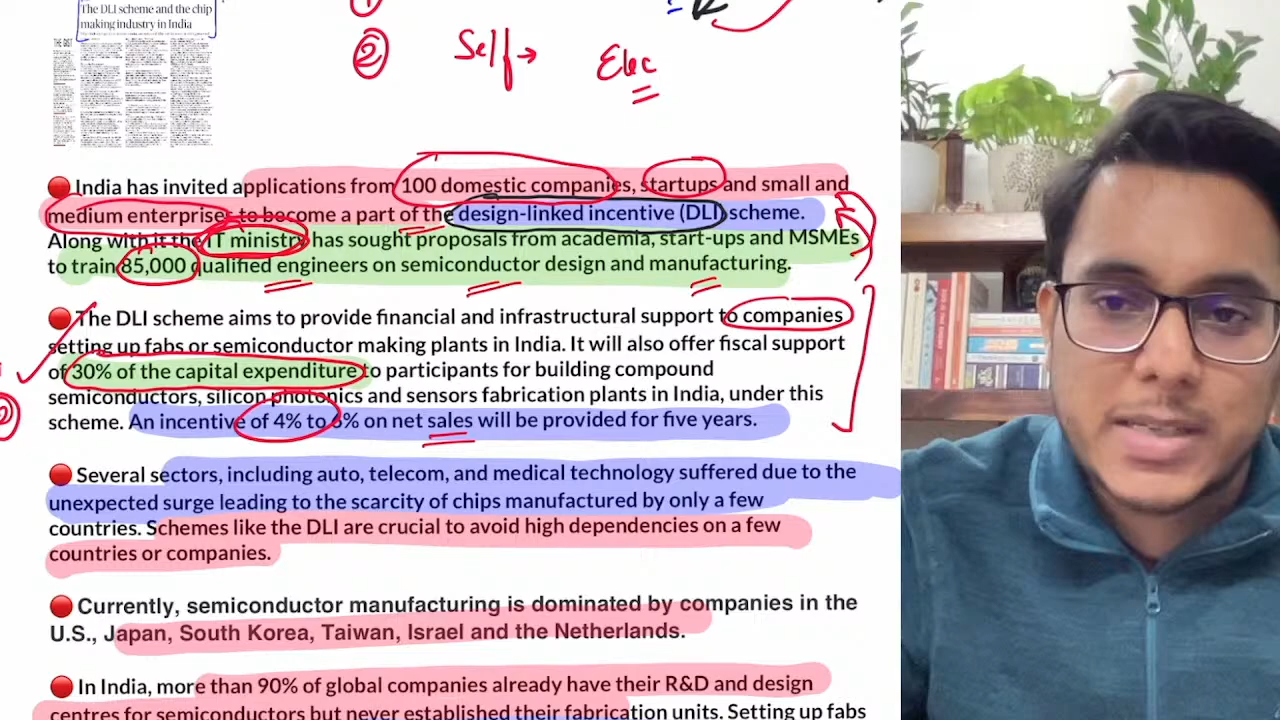 The DLI scheme and the chip
making industry in India
①
② Self → Elec
🔴 India has invited applications from 100 domestic companies, startups and small and
medium enterprises to become a part of the design-linked incentive (DLI) scheme.
Along with it the IT ministry has sought proposals from academia, start-ups and MSMEs
to train 85,000 qualified engineers on semiconductor design and manufacturing.
🔴 The DLI scheme aims to provide financial and infrastructural support to companies
setting up fabs or semiconductor making plants in India. It will also offer fiscal support
of 30% of the capital expenditure to participants for building compound
semiconductors, silicon photonics and sensors fabrication plants in India, under this
scheme. An incentive of 4% to 6% on net sales will be provided for five years.
🔴 Several sectors, including auto, telecom, and medical technology suffered due to the
unexpected surge leading to the scarcity of chips manufactured by only a few
countries. Schemes like the DLI are crucial to avoid high dependencies on a few
countries or companies.
🔴 Currently, semiconductor manufacturing is dominated by companies in the
U.S., Japan, South Korea, Taiwan, Israel and the Netherlands.
🔴 In India, more than 90% of global companies already have their R&D and design
centres for semiconductors but never established their fabrication units. Setting up fabs